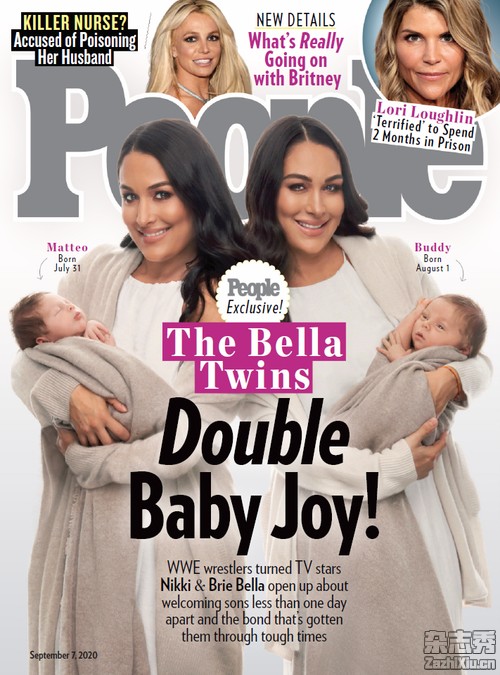 KILLER NURSE?
Accused of Poisoning
Her Husband
NEW DETAILS
What's Really
Going on
with Britney
Lori Loughlin
'Terrified' to Spend
2 Months in Prison
People
Matteo
Born
July 31
Buddy
Born
August 1
People
Exclusive!
The Bella
Twins
Double
Baby Joy!
WWE wrestlers turned TV stars
Nikki & Brie Bella open up about
welcoming sons less than one day
apart and the bond that's gotten
them through tough times
September 7, 2020
杂志秀
ZazhiXiu.cn